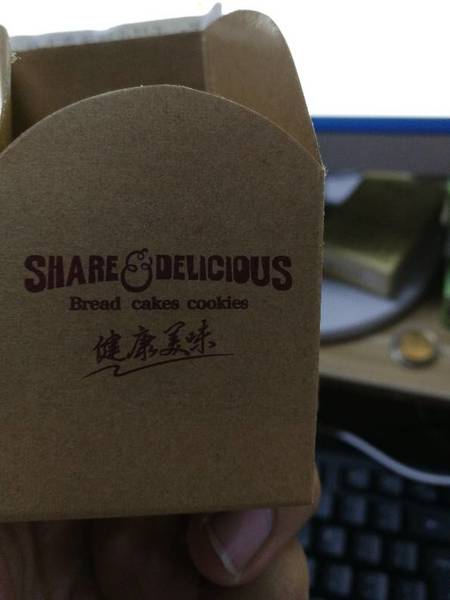 SHARE & DELICIOUS
Bread cakes cookies
健康美味